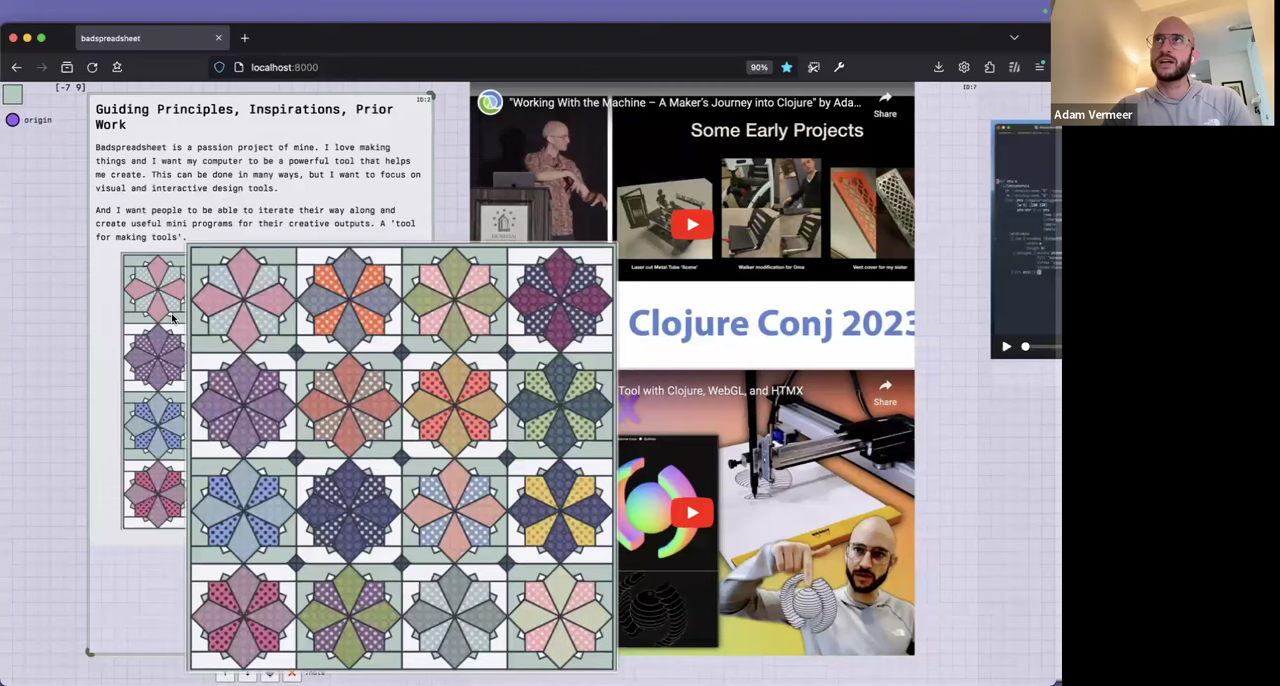 badspreadsheet
localhost:8000
90%
[-7 9]
origin
ID:2
Guiding Principles, Inspirations, Prior
Work
Badspreadsheet is a passion project of mine. I love making
things and I want my computer to be a powerful tool that helps
me create. This can be done in many ways, but I want to focus on
visual and interactive design tools.
And I want people to be able to iterate their way along and
create useful mini programs for their creative outputs. A 'tool
for making tools'.
"Working With the Machine – A Maker's Journey into Clojure" by Ada...
Share
Some Early Projects
Laser cut Metal Tube 'Scene'
Walker modification for Oma
Vent cover for my sister
Clojure Conj 2023
Tool with Clojure, WebGL, and HTMX
Share
ID:7
Adam Vermeer